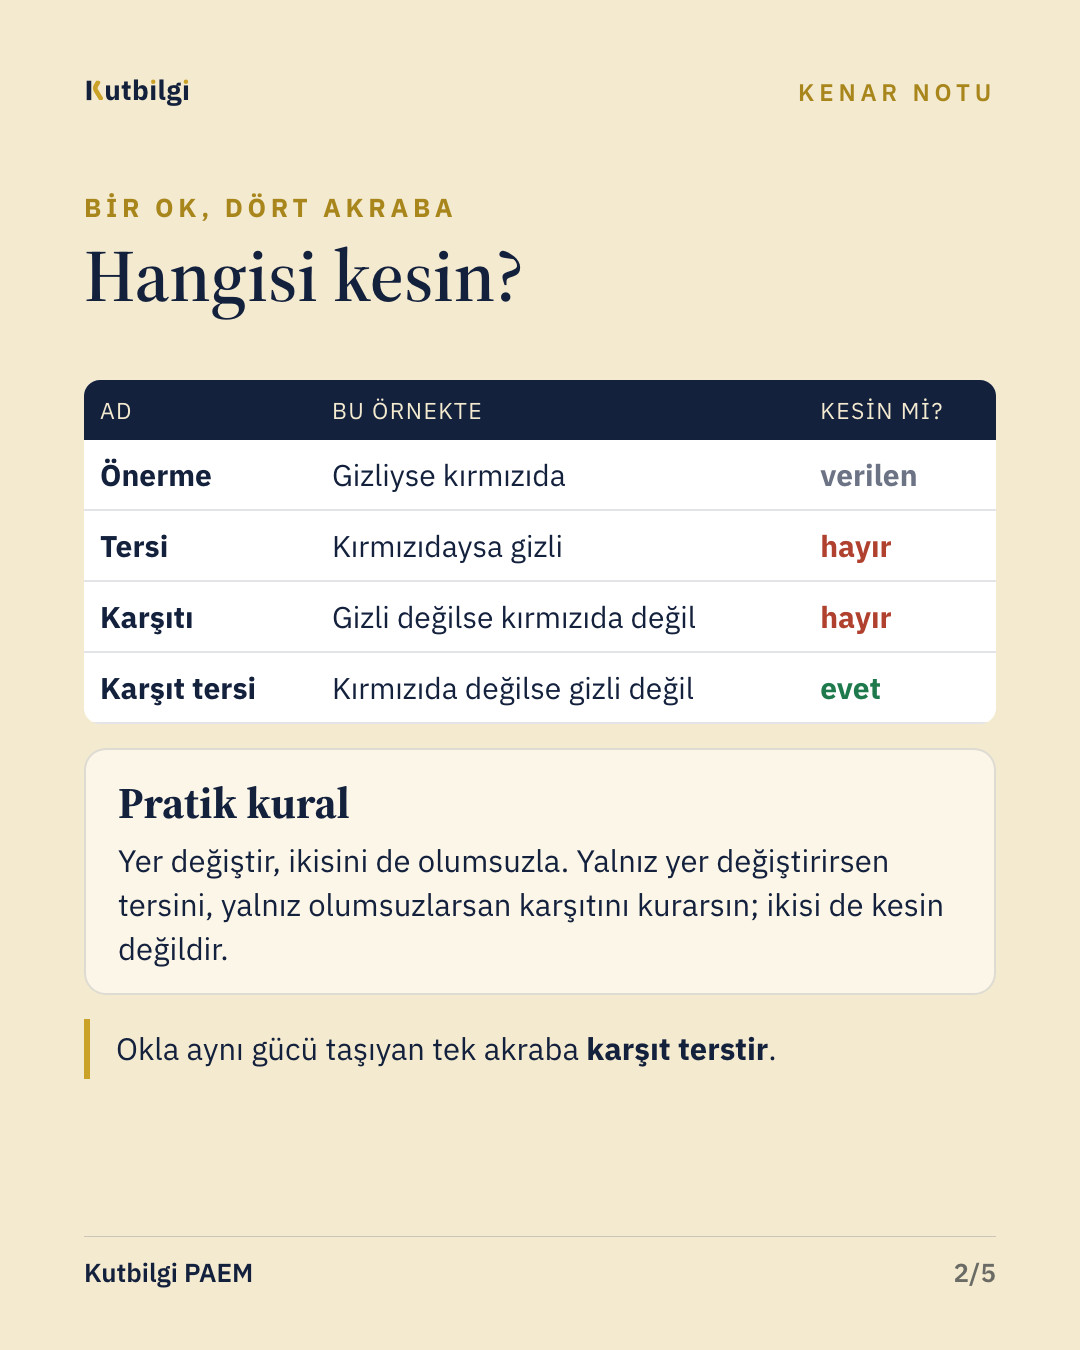 Kutbilgi
KENAR NOTU
BİR OK, DÖRT AKRABA
Hangisi kesin?
AD BU ÖRNEKTE KESİN Mİ?
Önerme Gizliyse kırmızıda verilen
Tersi Kırmızıdaysa gizli hayır
Karşıtı Gizli değilse kırmızıda değil hayır
Karşıt tersi Kırmızıda değilse gizli değil evet
Pratik kural
Yer değiştir, ikisini de olumsuzla. Yalnız yer değiştirirsen
tersini, yalnız olumsuzlarsan karşıtını kurarsın; ikisi de kesin
değildir.
Okla aynı gücü taşıyan tek akraba karşıt terstir.
Kutbilgi PAEM
2/5